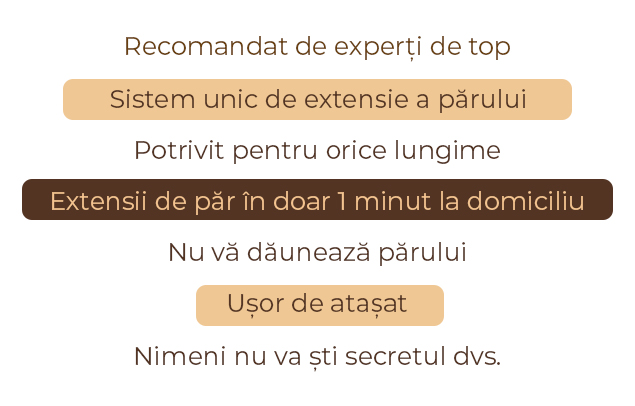 Recomandat de experți de top
Sistem unic de extensie a părului
Potrivit pentru orice lungime
Extensii de păr în doar 1 minut la domiciliu
Nu vă dăunează părului
Ușor de atașat
Nimeni nu va ști secretul dvs.